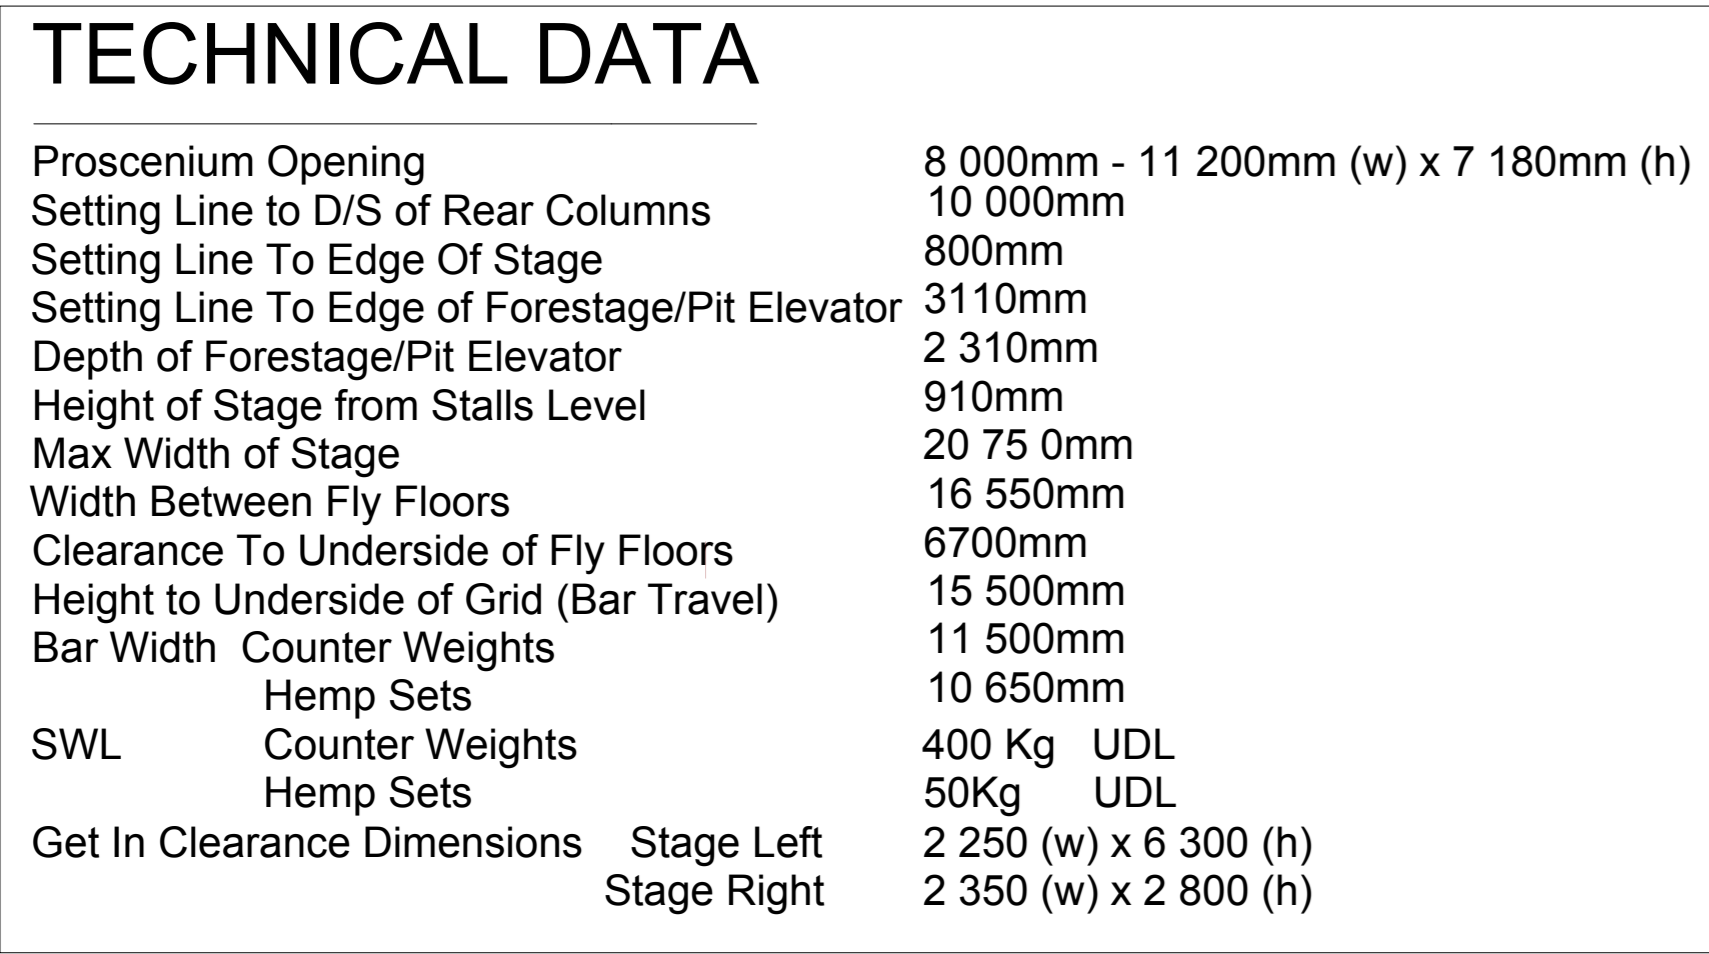 TECHNICAL DATA
Proscenium Opening 8 000mm - 11 200mm (w) x 7 180mm (h)
Setting Line to D/S of Rear Columns 10 000mm
Setting Line To Edge Of Stage 800mm
Setting Line To Edge of Forestage/Pit Elevator 3110mm
Depth of Forestage/Pit Elevator 2 310mm
Height of Stage from Stalls Level 910mm
Max Width of Stage 20 75 0mm
Width Between Fly Floors 16 550mm
Clearance To Underside of Fly Floors 6700mm
Height to Underside of Grid (Bar Travel) 15 500mm
Bar Width Counter Weights 11 500mm
Hemp Sets 10 650mm
SWL Counter Weights 400 Kg UDL
Hemp Sets 50Kg UDL
Get In Clearance Dimensions Stage Left 2 250 (w) x 6 300 (h)
Stage Right 2 350 (w) x 2 800 (h)